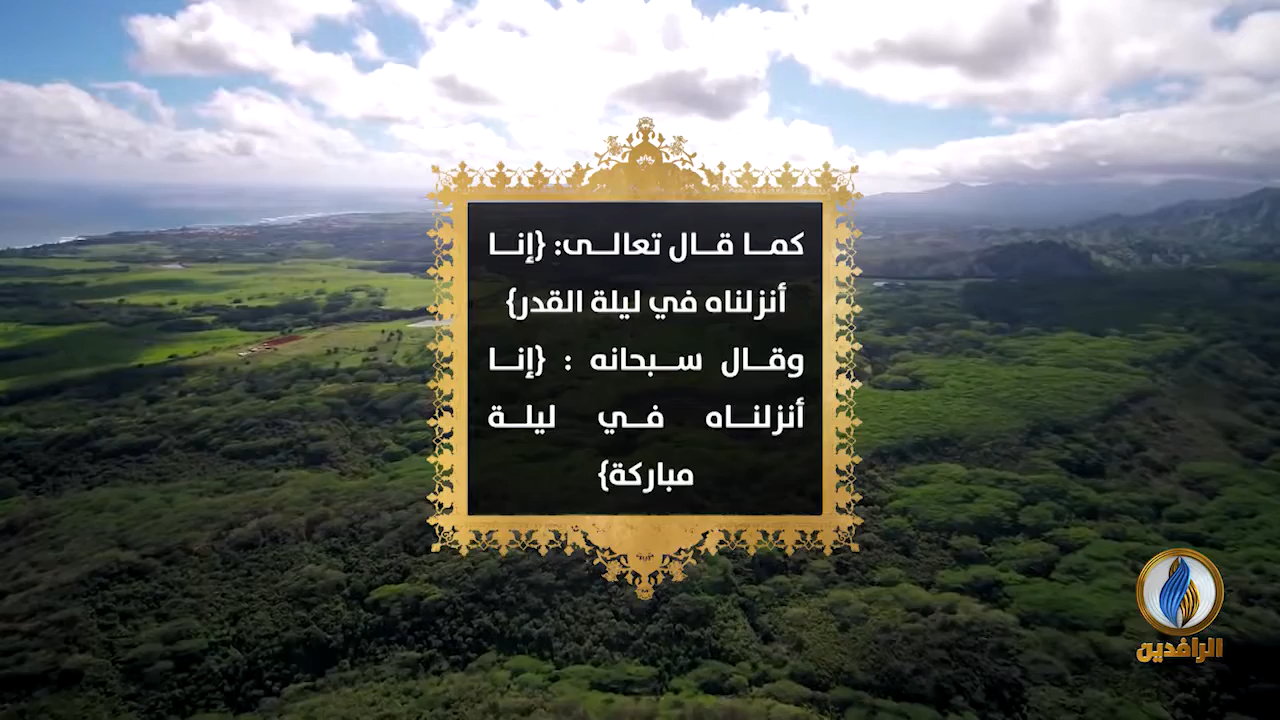 كما قال تعالى: {إنا
أنزلناه في ليلة القدر}
وقال سبحانه : {إنا
أنزلناه في ليلة
مباركة}
الرافدين